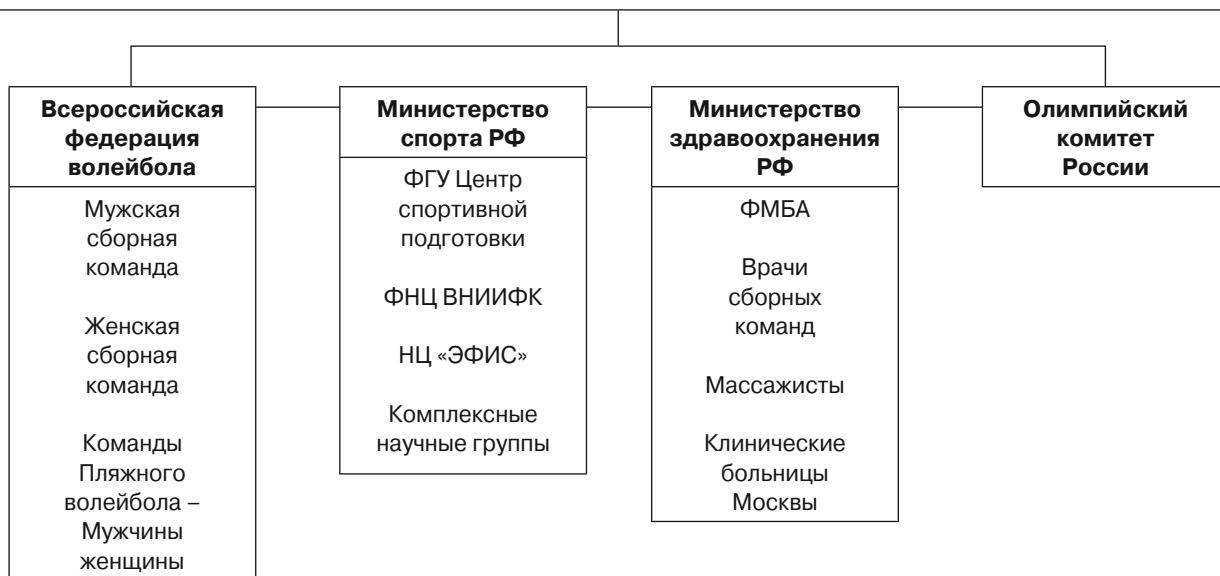 Всероссийская
федерация
волейбола
Мужская
сборная
команда
Женская
сборная
команда
Команды
Пляжного
волейбола –
Мужчины
женщины
Министерство
спорта РФ
ФГУ Центр
спортивной
подготовки
ФНЦ ВНИИФК
НЦ «ЭФИС»
Комплексные
научные группы
Министерство
здравоохранения
РФ
ФМБА
Врачи
сборных
команд
Массажисты
Клинические
больницы
Москвы
Олимпийский
комитет
России